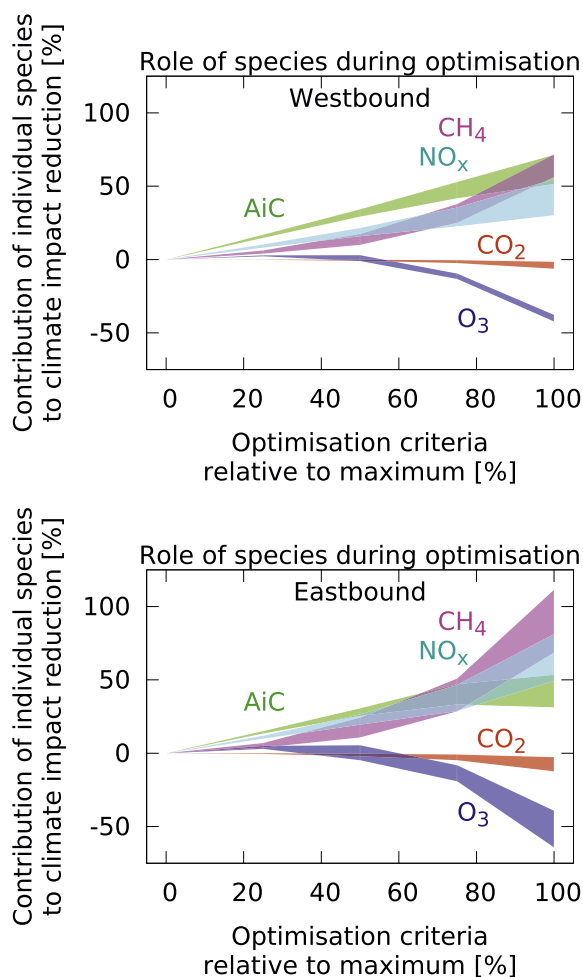 Role of species during optimisation
Westbound
Contribution of individual species
to climate impact reduction [%]
100
50
0
-50
CH4
NOx
AiC
CO2
O3
0 20 40 60 80 100
Optimisation criteria
relative to maximum [%]
Role of species during optimisation
Eastbound
Contribution of individual species
to climate impact reduction [%]
100
50
0
-50
CH4
NOx
AiC
CO2
O3
0 20 40 60 80 100
Optimisation criteria
relative to maximum [%]